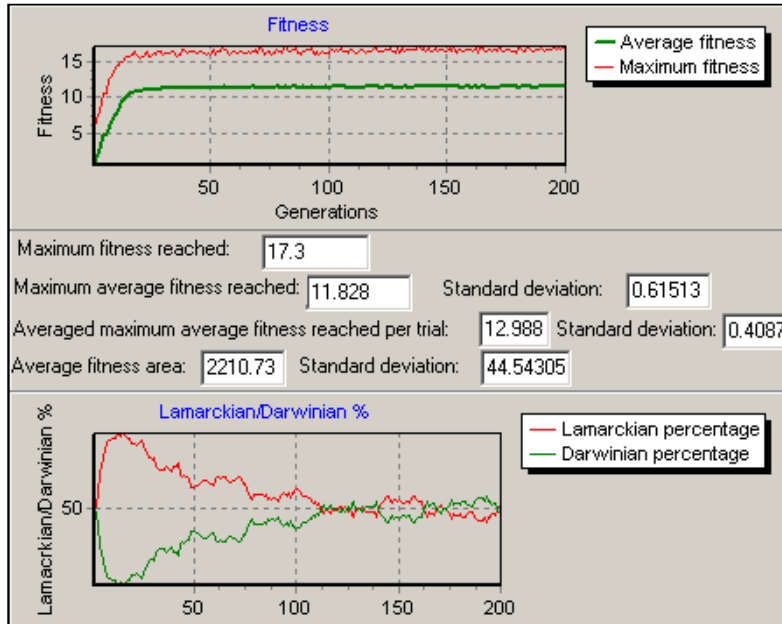 Fitness
Average fitness
Maximum fitness
Fitness
15
10
5
50 100 150 200
Generations
Maximum fitness reached: 17.3
Maximum average fitness reached: 11.828 Standard deviation: 0.61513
Averaged maximum average fitness reached per trial: 12.988 Standard deviation: 0.4087
Average fitness area: 2210.73 Standard deviation: 44.54305
Lamarckian/Darwinian %
Lamarckian percentage
Darwinian percentage
Lamacrkian/Darwinian %
50
50 100 150 200